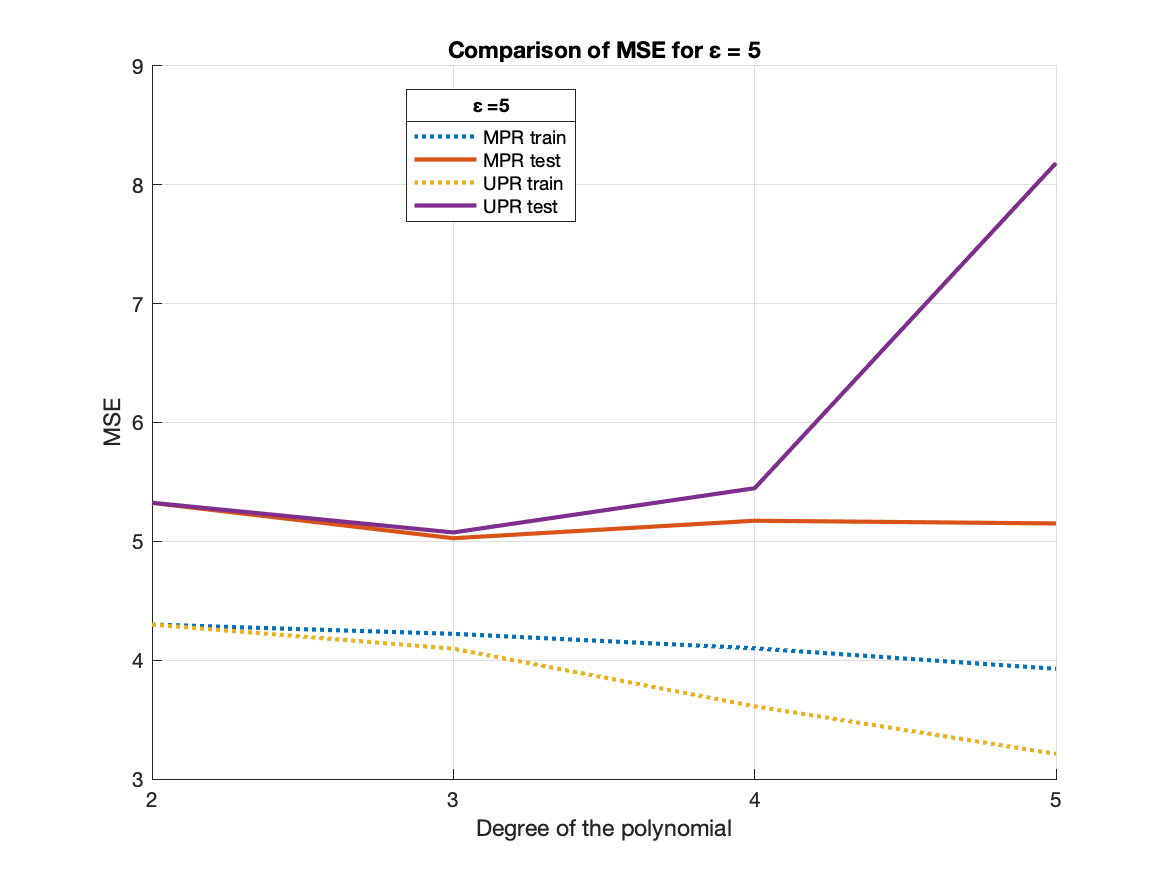 Comparison of MSE for ε = 5
9
8
7
6
5
4
3
MSE
ε =5
MPR train
MPR test
UPR train
UPR test
2 3 4 5
Degree of the polynomial